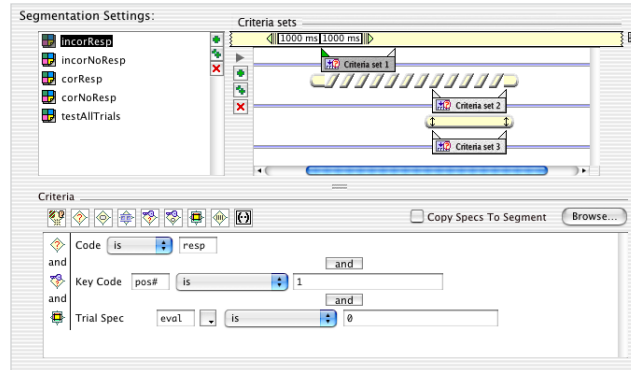 Segmentation Settings:
Criteria sets
incorResp
incorNoResp
corResp
corNoResp
testAllTrials
1000 ms 1000 ms
Criteria set 1
Criteria set 2
Criteria set 3
Criteria
Copy Specs To Segment Browse...
Code is resp
and and
Key Code pos# is 1
and and
Trial Spec eval is 0